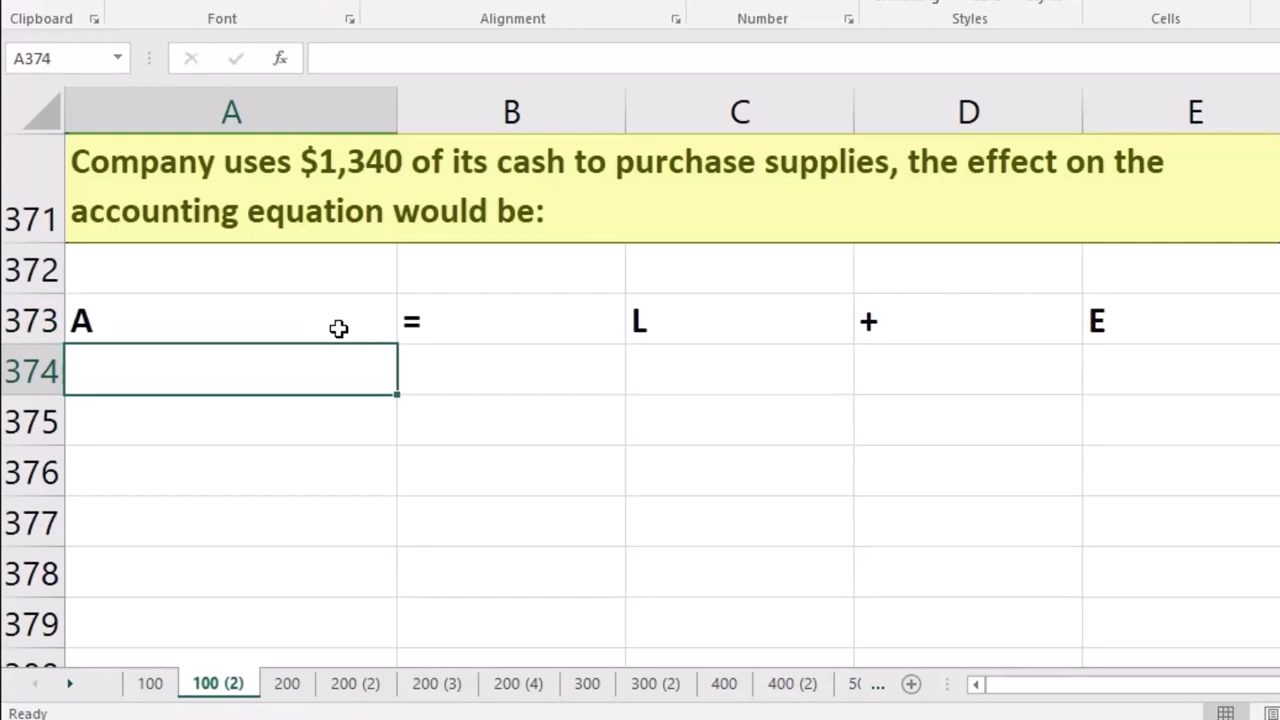 Clipboard Font Alignment Number Styles Cells
A374 fx
A B C D E
371 Company uses $1,340 of its cash to purchase supplies, the effect on the
accounting equation would be:
372
373 A = L + E
374
375
376
377
378
379
100 100 (2) 200 200 (2) 200 (3) 200 (4) 300 300 (2) 400 400 (2) ...
Ready